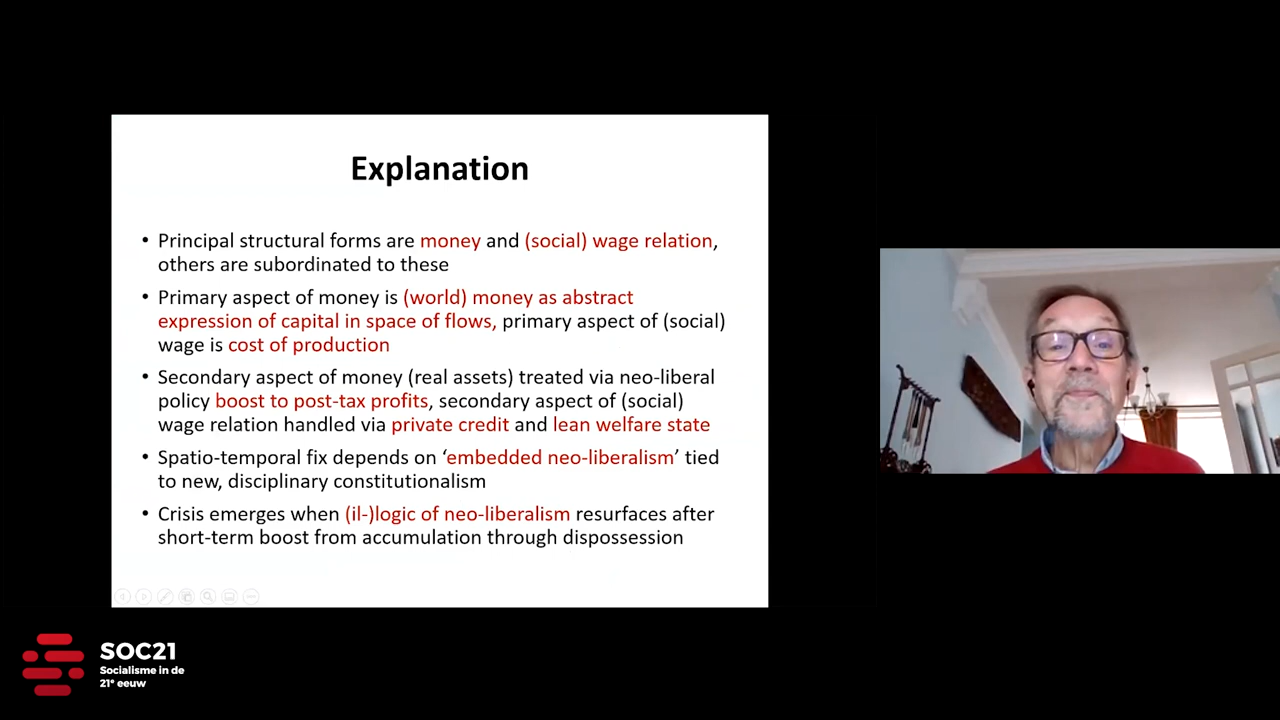 Explanation
• Principal structural forms are money and (social) wage relation,
others are subordinated to these
• Primary aspect of money is (world) money as abstract
expression of capital in space of flows, primary aspect of (social)
wage is cost of production
• Secondary aspect of money (real assets) treated via neo-liberal
policy boost to post-tax profits, secondary aspect of (social)
wage relation handled via private credit and lean welfare state
• Spatio-temporal fix depends on ‘embedded neo-liberalism’ tied
to new, disciplinary constitutionalism
• Crisis emerges when (il-)logic of neo-liberalism resurfaces after
short-term boost from accumulation through dispossession
SOC21
Socialisme in de
21e eeuw